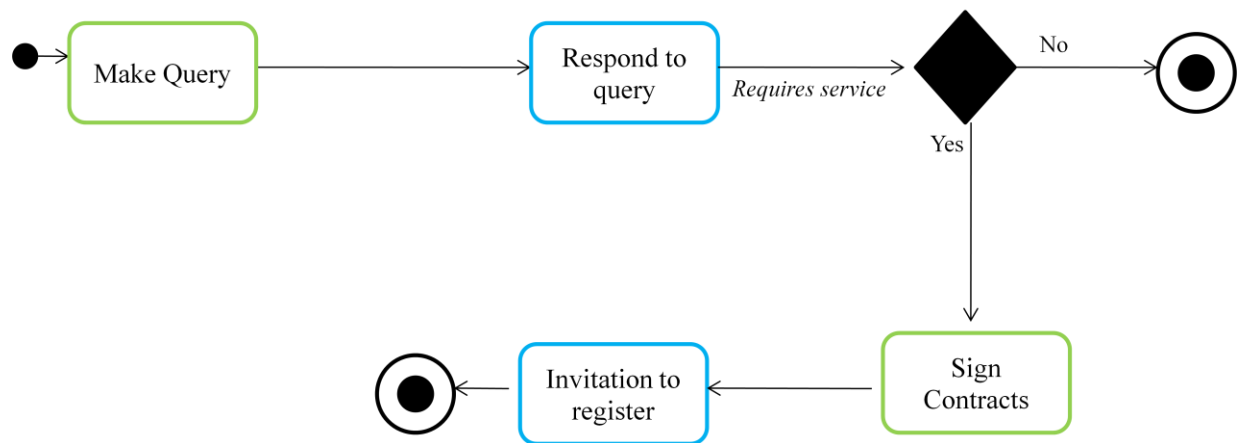 Make Query
Respond to
query
Requires service
No
Yes
Sign
Contracts
Invitation to
register